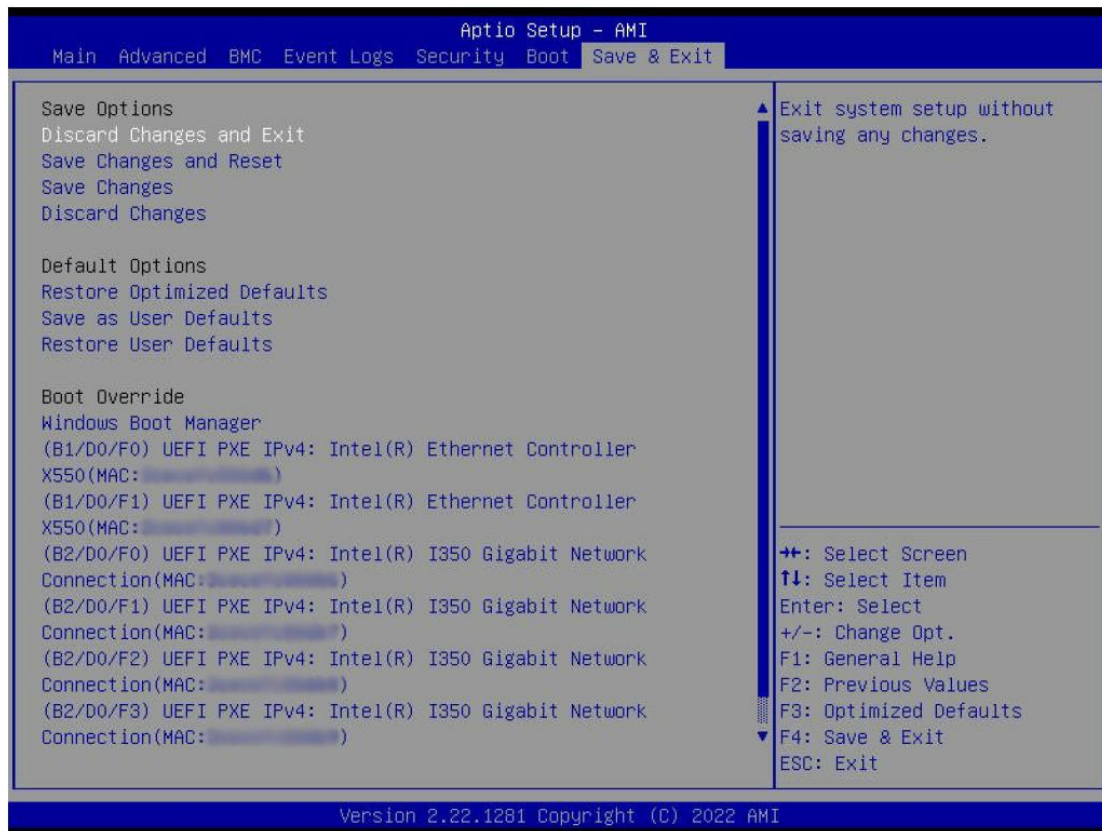 Aptio Setup – AMI
Main Advanced BMC Event Logs Security Boot Save & Exit
Save Options
Discard Changes and Exit
Save Changes and Reset
Save Changes
Discard Changes
Default Options
Restore Optimized Defaults
Save as User Defaults
Restore User Defaults
Boot Override
Windows Boot Manager
(B1/D0/F0) UEFI PXE IPv4: Intel(R) Ethernet Controller
X550(MAC: )
(B1/D0/F1) UEFI PXE IPv4: Intel(R) Ethernet Controller
X550(MAC: )
(B2/D0/F0) UEFI PXE IPv4: Intel(R) I350 Gigabit Network
Connection(MAC: )
(B2/D0/F1) UEFI PXE IPv4: Intel(R) I350 Gigabit Network
Connection(MAC: )
(B2/D0/F2) UEFI PXE IPv4: Intel(R) I350 Gigabit Network
Connection(MAC: )
(B2/D0/F3) UEFI PXE IPv4: Intel(R) I350 Gigabit Network
Connection(MAC: )
Exit system setup without
saving any changes.
→←: Select Screen
↑↓: Select Item
Enter: Select
+/-: Change Opt.
F1: General Help
F2: Previous Values
F3: Optimized Defaults
F4: Save & Exit
ESC: Exit
Version 2.22.1281 Copyright (C) 2022 AMI